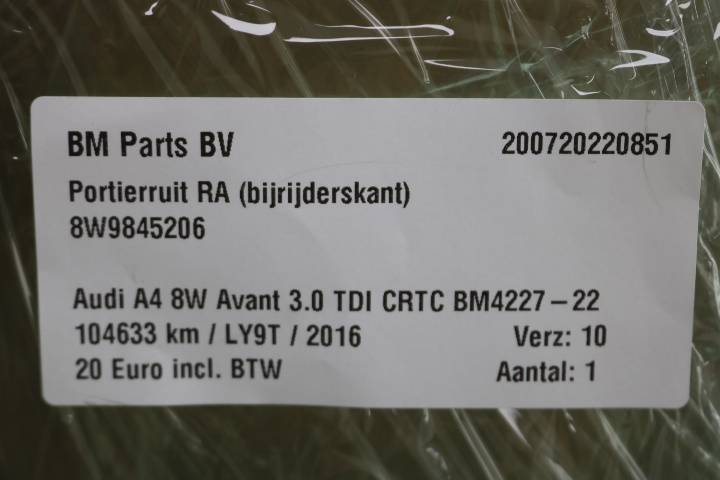 BM Parts BV 200720220851
Portierruit RA (bijrijderskant)
8W9845206
Audi A4 8W Avant 3.0 TDI CRTC BM4227-22
104633 km / LY9T / 2016 Verz: 10
20 Euro incl. BTW Aantal: 1